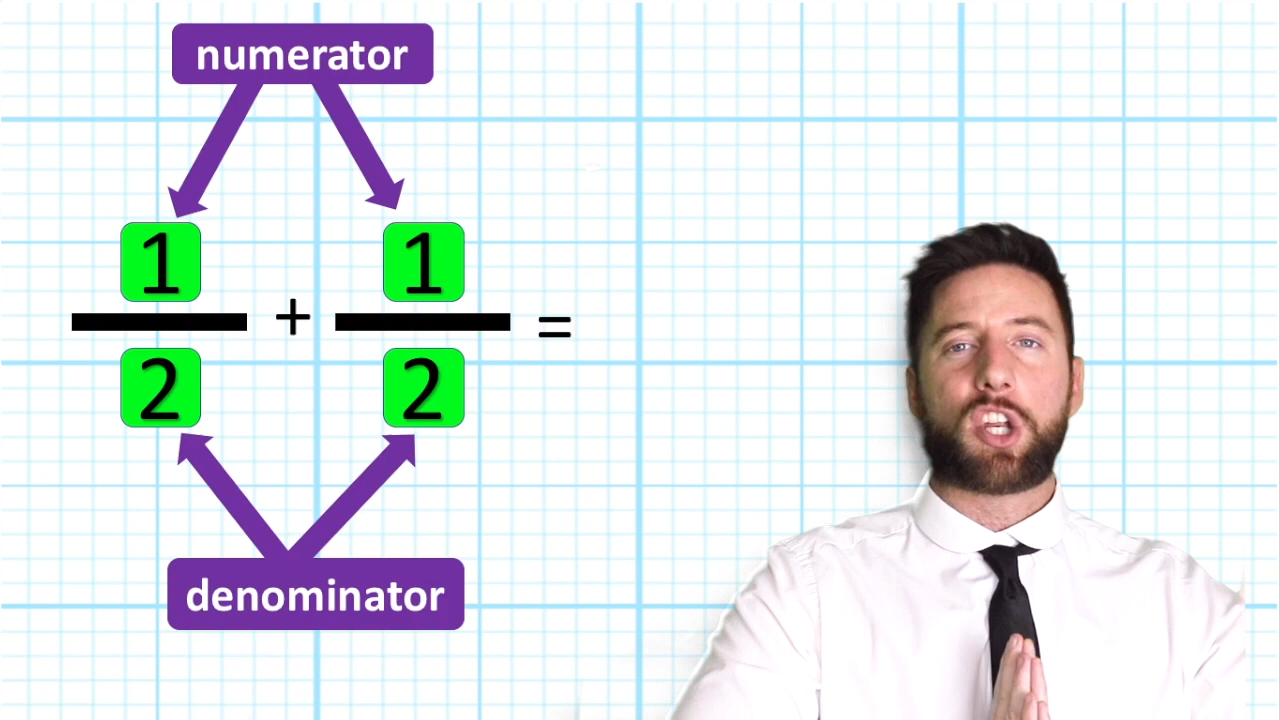 numerator
1 1
+ =
2 2
denominator